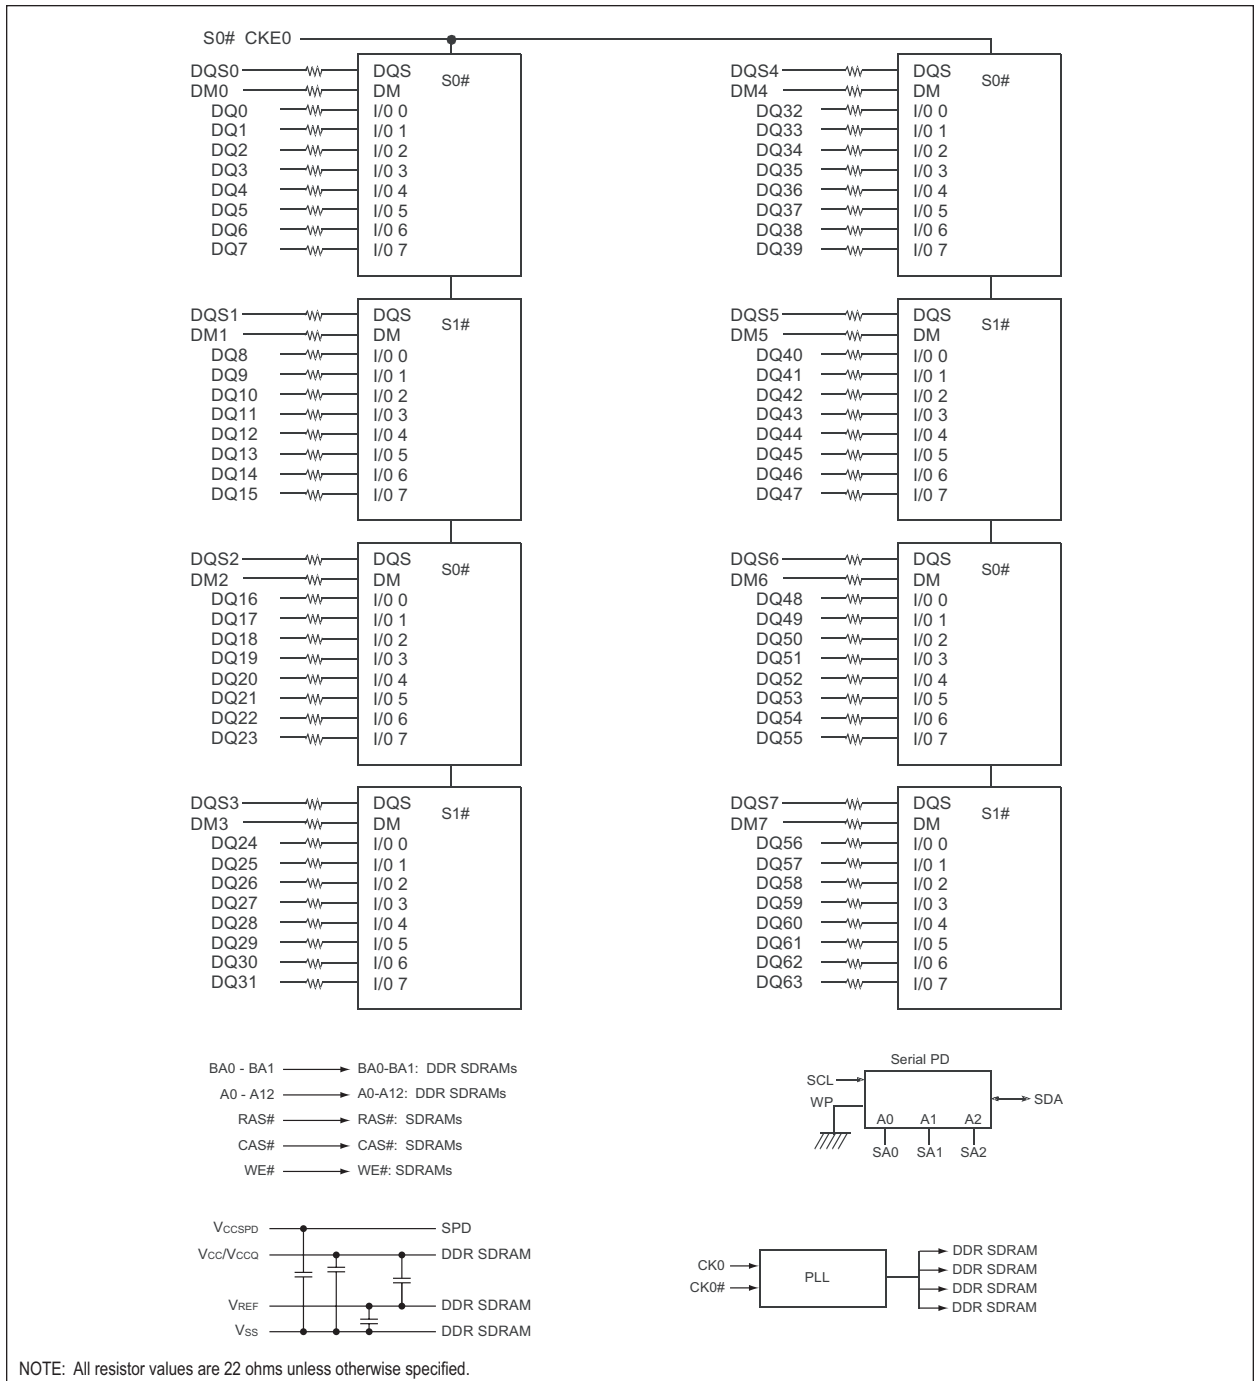 S0# CKE0
DQS0 DQS
DM0 DM S0#
DQ0 I/0 0
DQ1 I/0 1
DQ2 I/0 2
DQ3 I/0 3
DQ4 I/0 4
DQ5 I/0 5
DQ6 I/0 6
DQ7 I/0 7
DQS1 DQS
DM1 DM S1#
DQ8 I/0 0
DQ9 I/0 1
DQ10 I/0 2
DQ11 I/0 3
DQ12 I/0 4
DQ13 I/0 5
DQ14 I/0 6
DQ15 I/0 7
DQS2 DQS
DM2 DM S0#
DQ16 I/0 0
DQ17 I/0 1
DQ18 I/0 2
DQ19 I/0 3
DQ20 I/0 4
DQ21 I/0 5
DQ22 I/0 6
DQ23 I/0 7
DQS3 DQS
DM3 DM S1#
DQ24 I/0 0
DQ25 I/0 1
DQ26 I/0 2
DQ27 I/0 3
DQ28 I/0 4
DQ29 I/0 5
DQ30 I/0 6
DQ31 I/0 7
DQS4 DQS
DM4 DM S0#
DQ32 I/0 0
DQ33 I/0 1
DQ34 I/0 2
DQ35 I/0 3
DQ36 I/0 4
DQ37 I/0 5
DQ38 I/0 6
DQ39 I/0 7
DQS5 DQS
DM5 DM S1#
DQ40 I/0 0
DQ41 I/0 1
DQ42 I/0 2
DQ43 I/0 3
DQ44 I/0 4
DQ45 I/0 5
DQ46 I/0 6
DQ47 I/0 7
DQS6 DQS
DM6 DM S0#
DQ48 I/0 0
DQ49 I/0 1
DQ50 I/0 2
DQ51 I/0 3
DQ52 I/0 4
DQ53 I/0 5
DQ54 I/0 6
DQ55 I/0 7
DQS7 DQS
DM7 DM S1#
DQ56 I/0 0
DQ57 I/0 1
DQ58 I/0 2
DQ59 I/0 3
DQ60 I/0 4
DQ61 I/0 5
DQ62 I/0 6
DQ63 I/0 7
BA0 - BA1 BA0-BA1: DDR SDRAMs
A0 - A12 A0-A12: DDR SDRAMs
RAS# RAS#: SDRAMs
CAS# CAS#: SDRAMs
WE# WE#: SDRAMs
Serial PD
SCL
WP SDA
A0 A1 A2
SA0 SA1 SA2
VCCSPD SPD
VCC/VCCQ DDR SDRAM
VREF DDR SDRAM
VSS DDR SDRAM
CK0
CK0#
PLL
DDR SDRAM
DDR SDRAM
DDR SDRAM
DDR SDRAM
NOTE: All resistor values are 22 ohms unless otherwise specified.